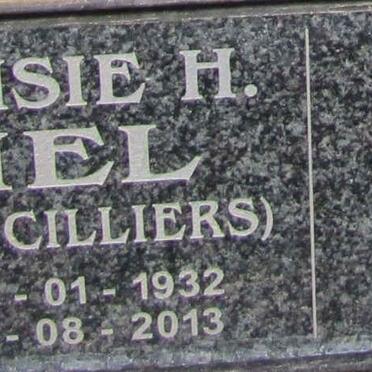 SIE H.
IEL
CILLIERS)
- 01 - 1932
- 08 - 2013